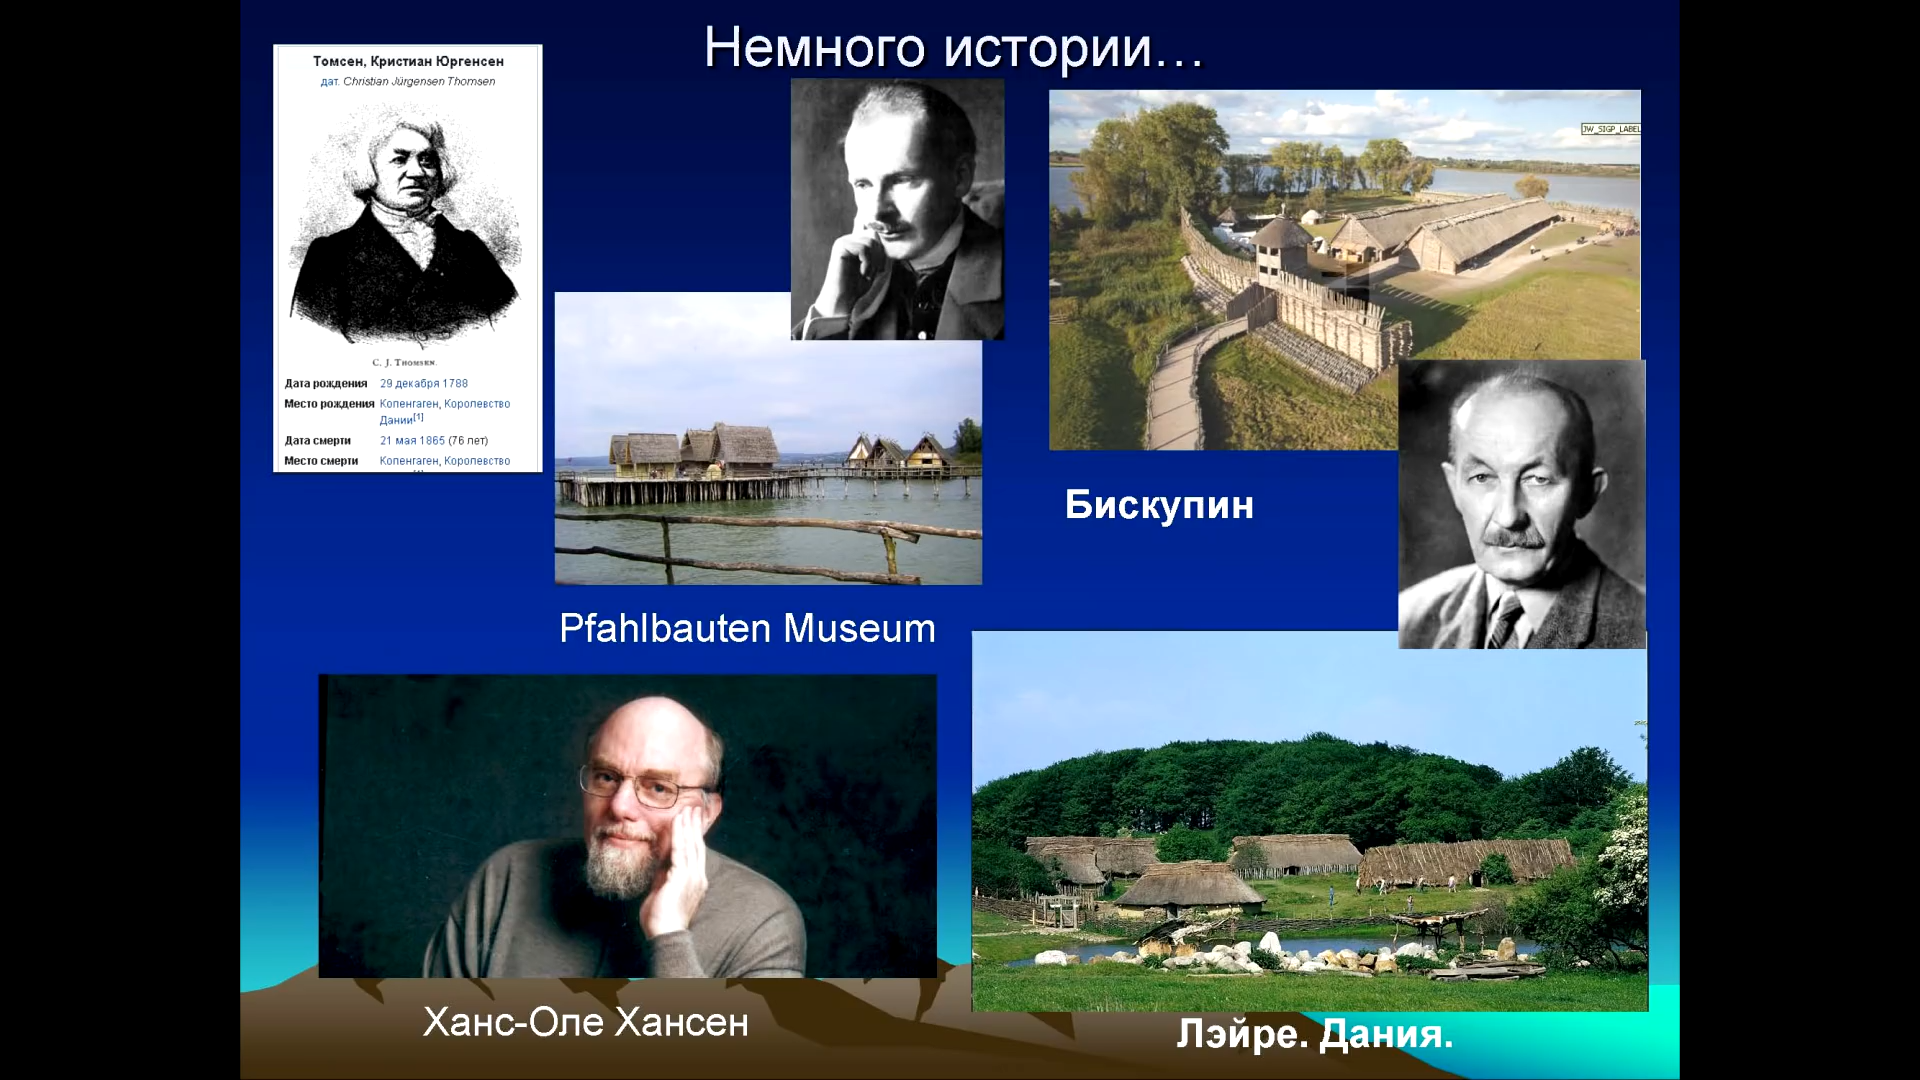 Немного истории...
Томсен, Кристиан Юргенсен
дат. Christian Jürgensen Thomsen
C. J. THOMSEN.
Дата рождения 29 декабря 1788
Место рождения Копенгаген, Королевство
Дании[1]
Дата смерти 21 мая 1865 (76 лет)
Место смерти Копенгаген, Королевство
JW_SIGP_LABEL
Бискупин
Pfahlbauten Museum
Ханс-Оле Хансен
Лэйре. Дания.